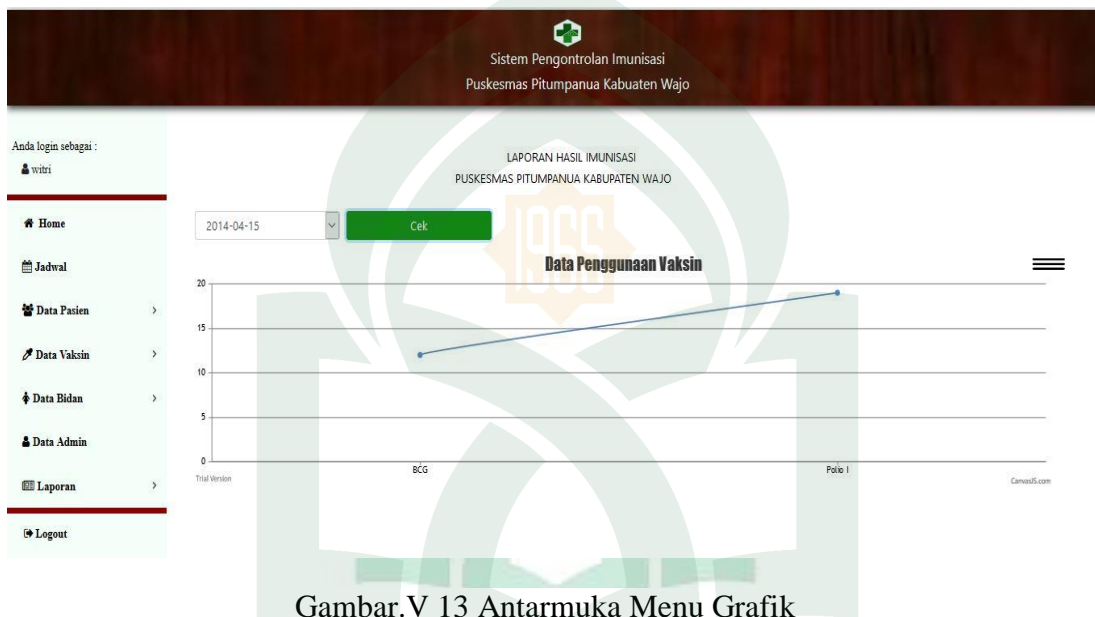 Sistem Pengontrolan Imunisasi
Puskesmas Pitumpanua Kabuaten Wajo
Anda login sebagai :
witri
Home
Jadwal
Data Pasien
Data Vaksin
Data Bidan
Data Admin
Laporan
Logout
LAPORAN HASIL IMUNISASI
PUSKESMAS PITUMPANUA KABUPATEN WAJO
2014-04-15 Cek
1965
Data Penggunaan Vaksin
20
15
10
5
0
BCG Polio I
Trial Version CanvasJS.com
Gambar.V 13 Antarmuka Menu Grafik